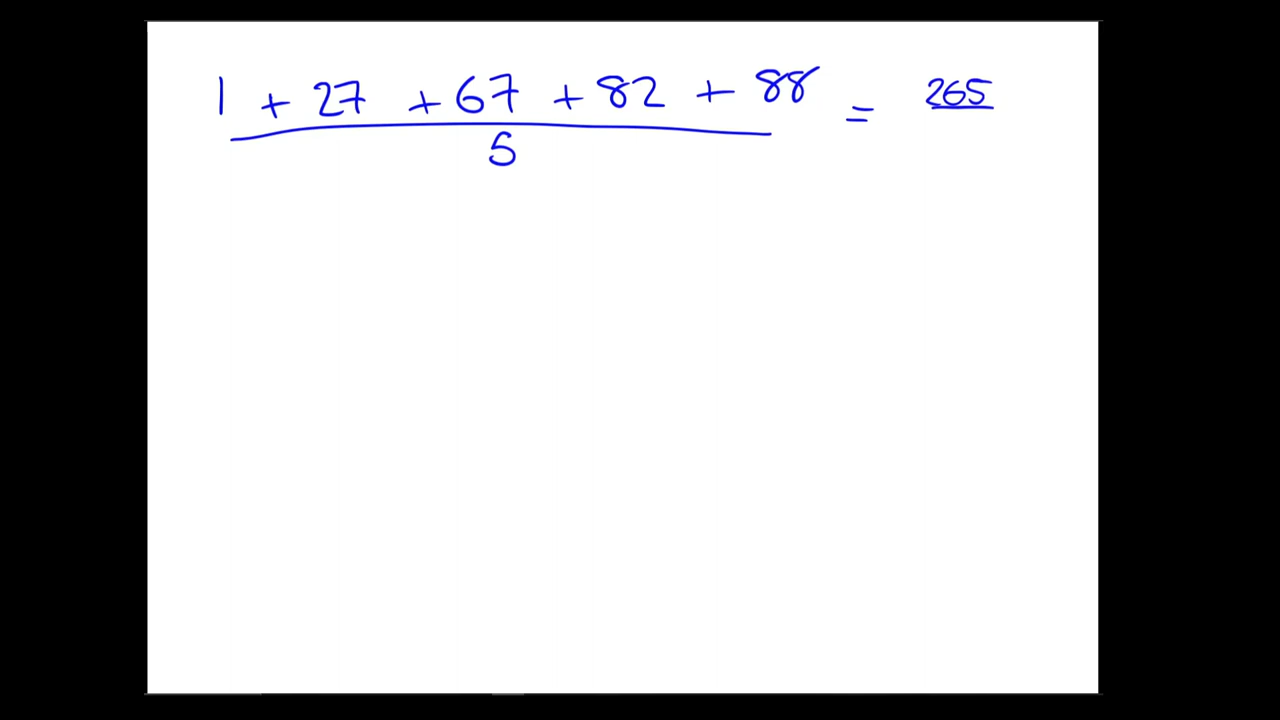 1 + 27 + 67 + 82 + 88 = 265
5